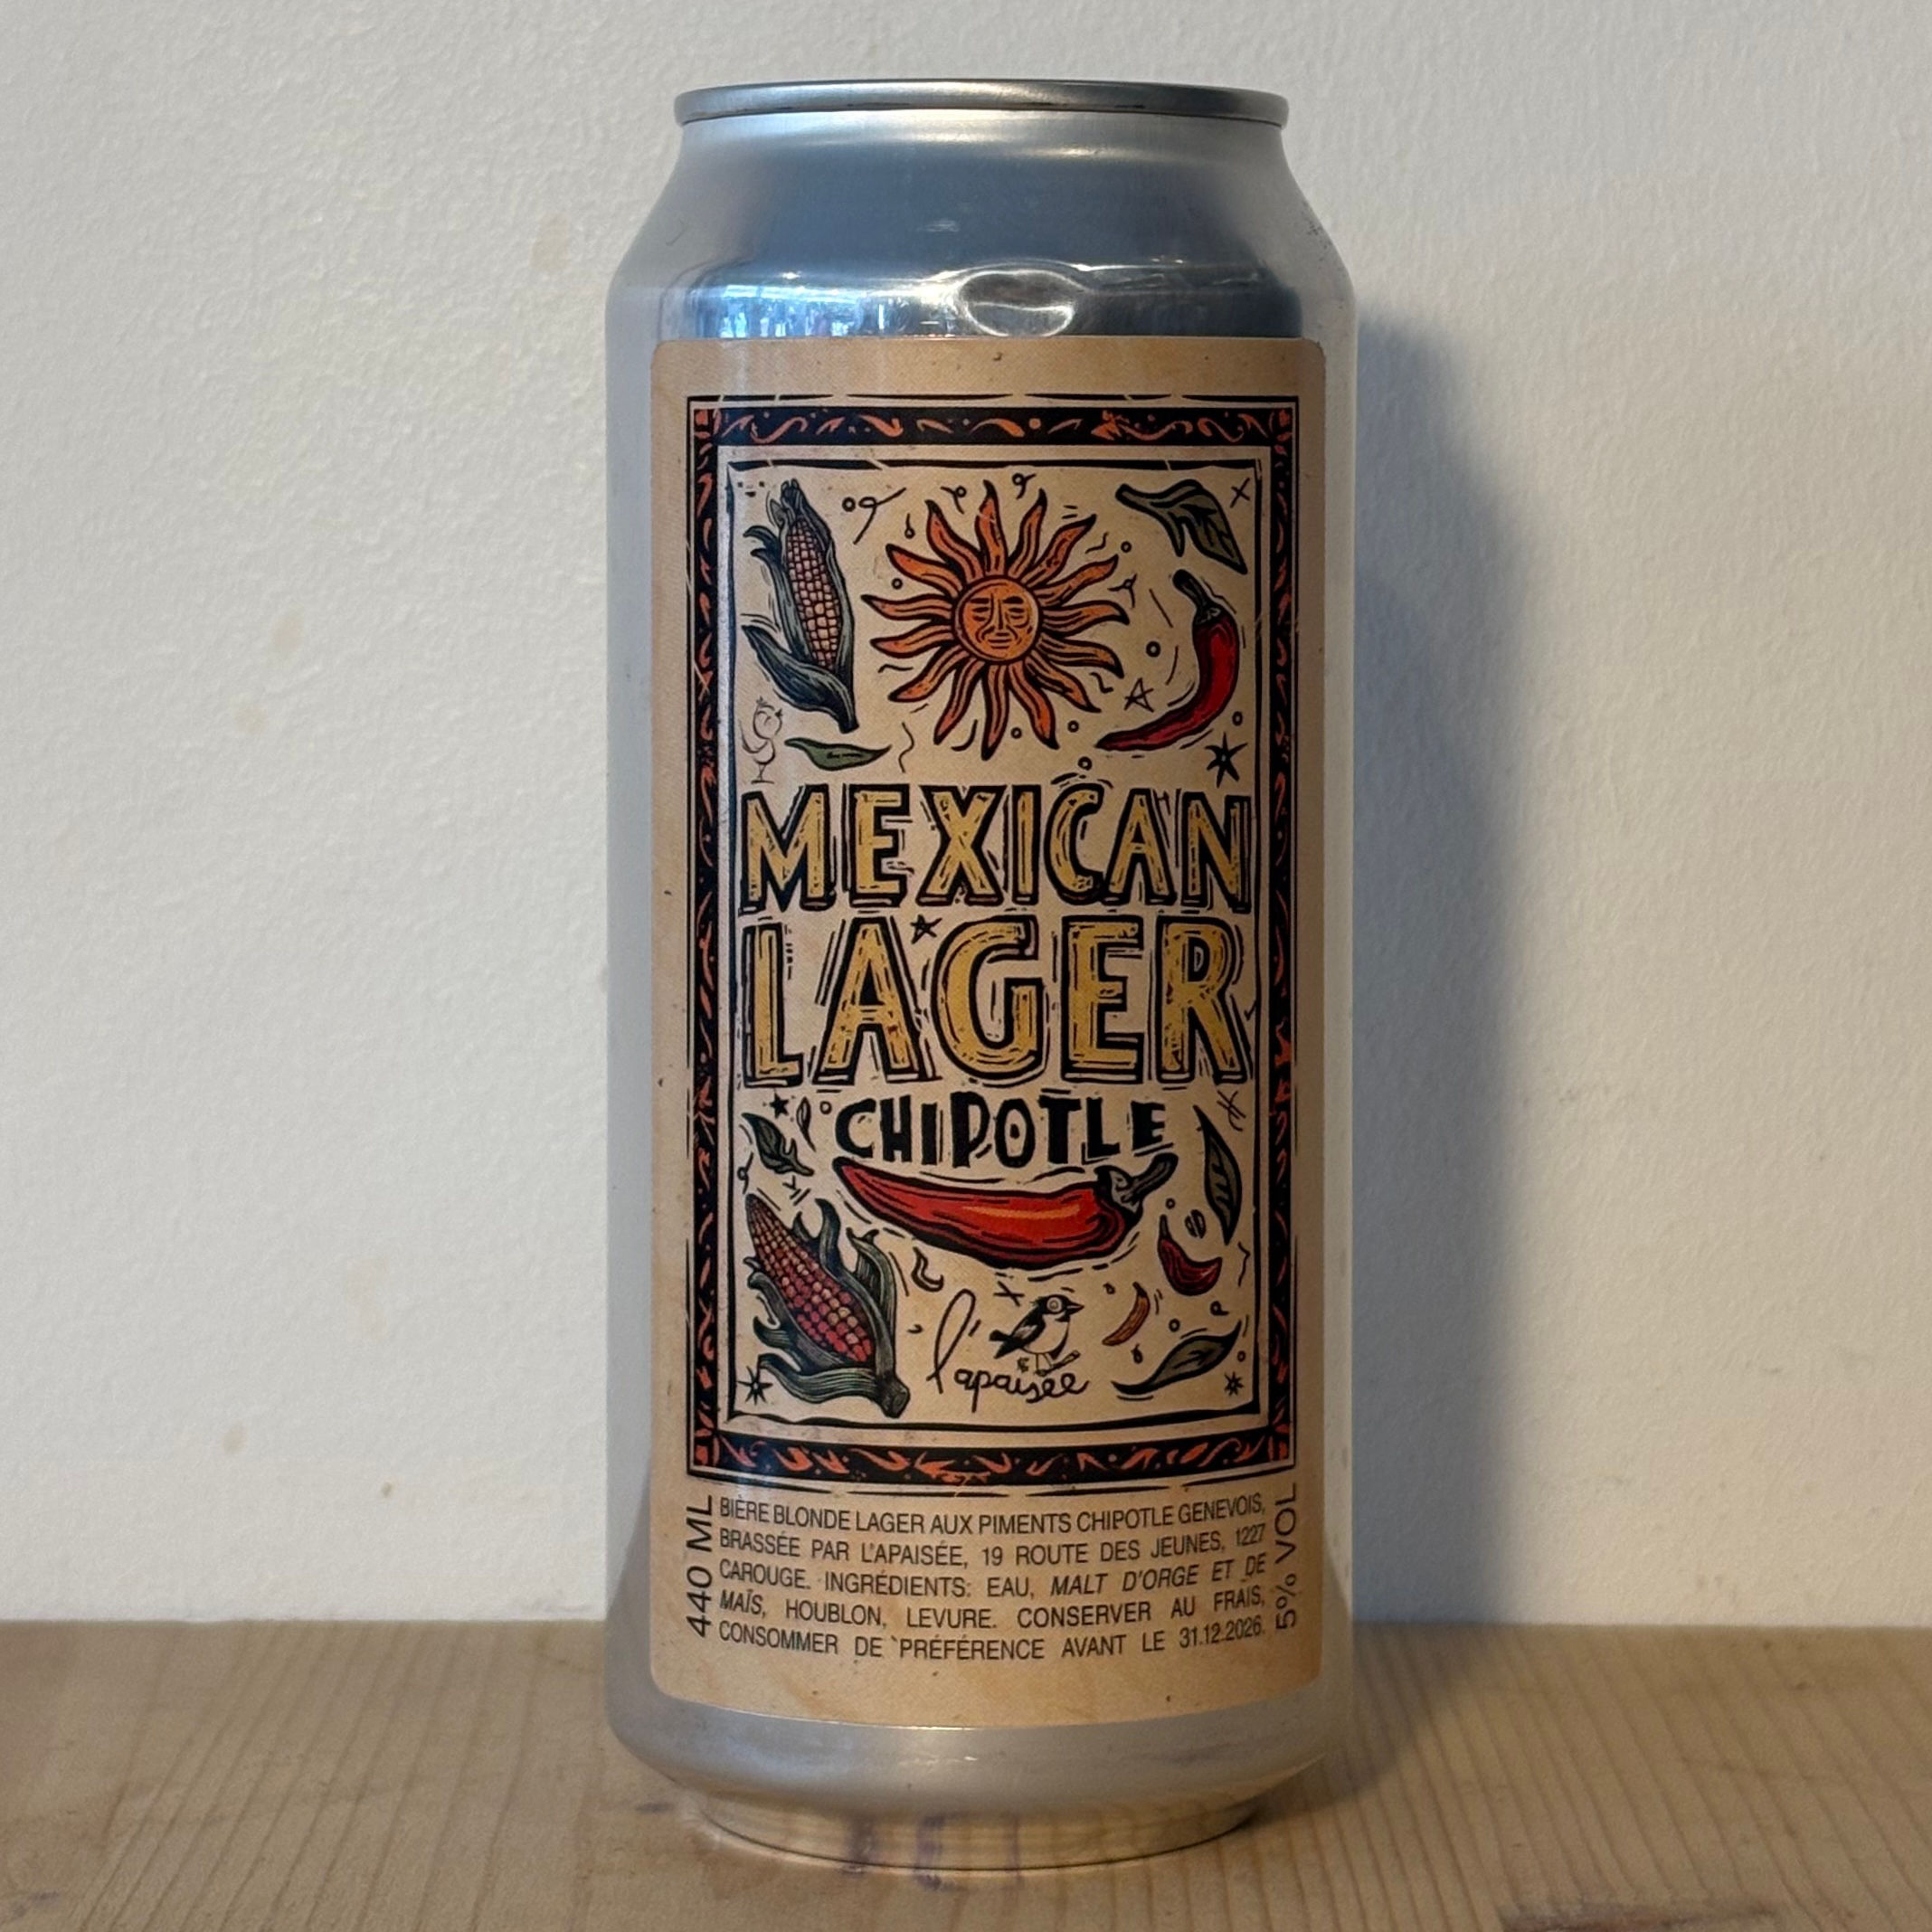 MEXICAN
LAGER
CHIPOTLE
l'apaisée
440 ML
BIÈRE BLONDE LAGER AUX PIMENTS CHIPOTLE GENEVOIS,
BRASSÉE PAR L'APAISÉE, 19 ROUTE DES JEUNES, 1227
CAROUGE. INGRÉDIENTS: EAU, MALT D'ORGE ET DE
MAÏS, HOUBLON, LEVURE. CONSERVER AU FRAIS,
CONSOMMER DE PRÉFÉRENCE AVANT LE 31.12.2026.
5% VOL